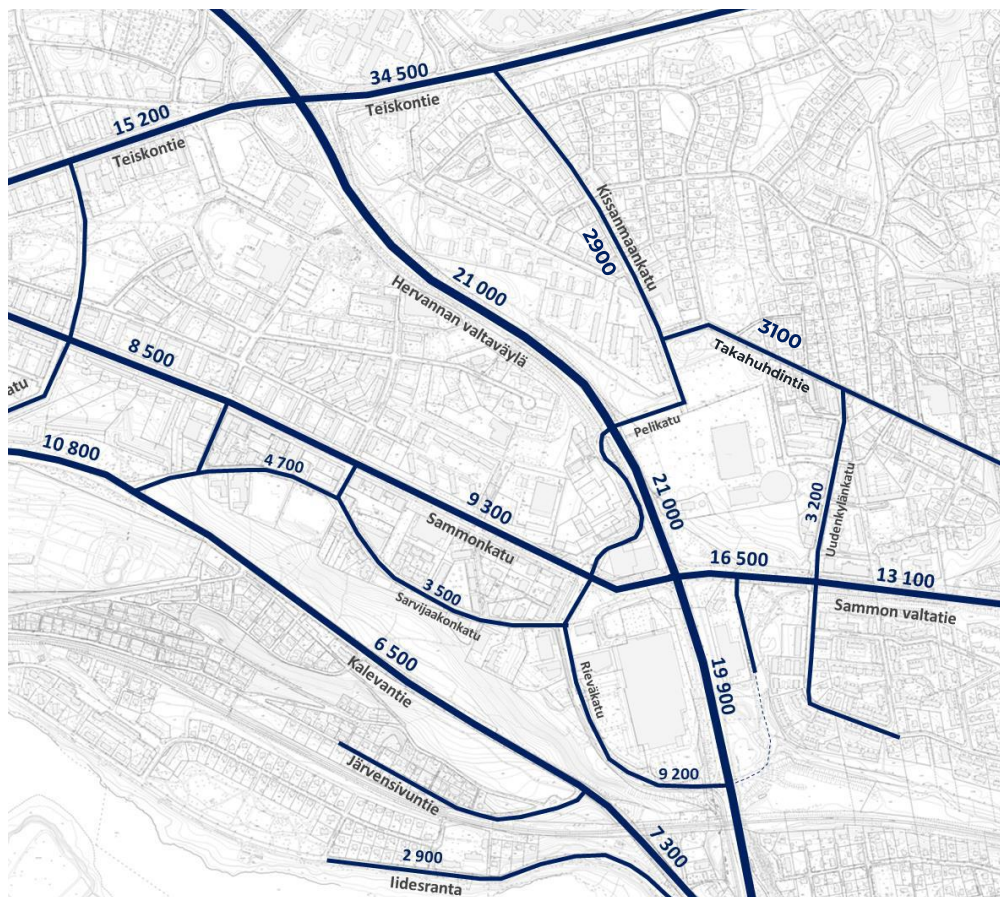 34 500
Teiskontie
15 200
Teiskontie
Kissanmaankatu
2900
21 000
Hervannan valtaväylä
3100
Takahuhdintie
8 500
atu
Pelikatu
10 800
4 700
9 300
Sammonkatu
21 000
3 200
Uudenkylänkatu
16 500
13 100
Sammon valtatie
3 500
Sarvijaakonkatu
6 500
Kalevantie
Rieväkatu
19 900
9 200
Järvensivuntie
7 300
2 900
Iidesranta